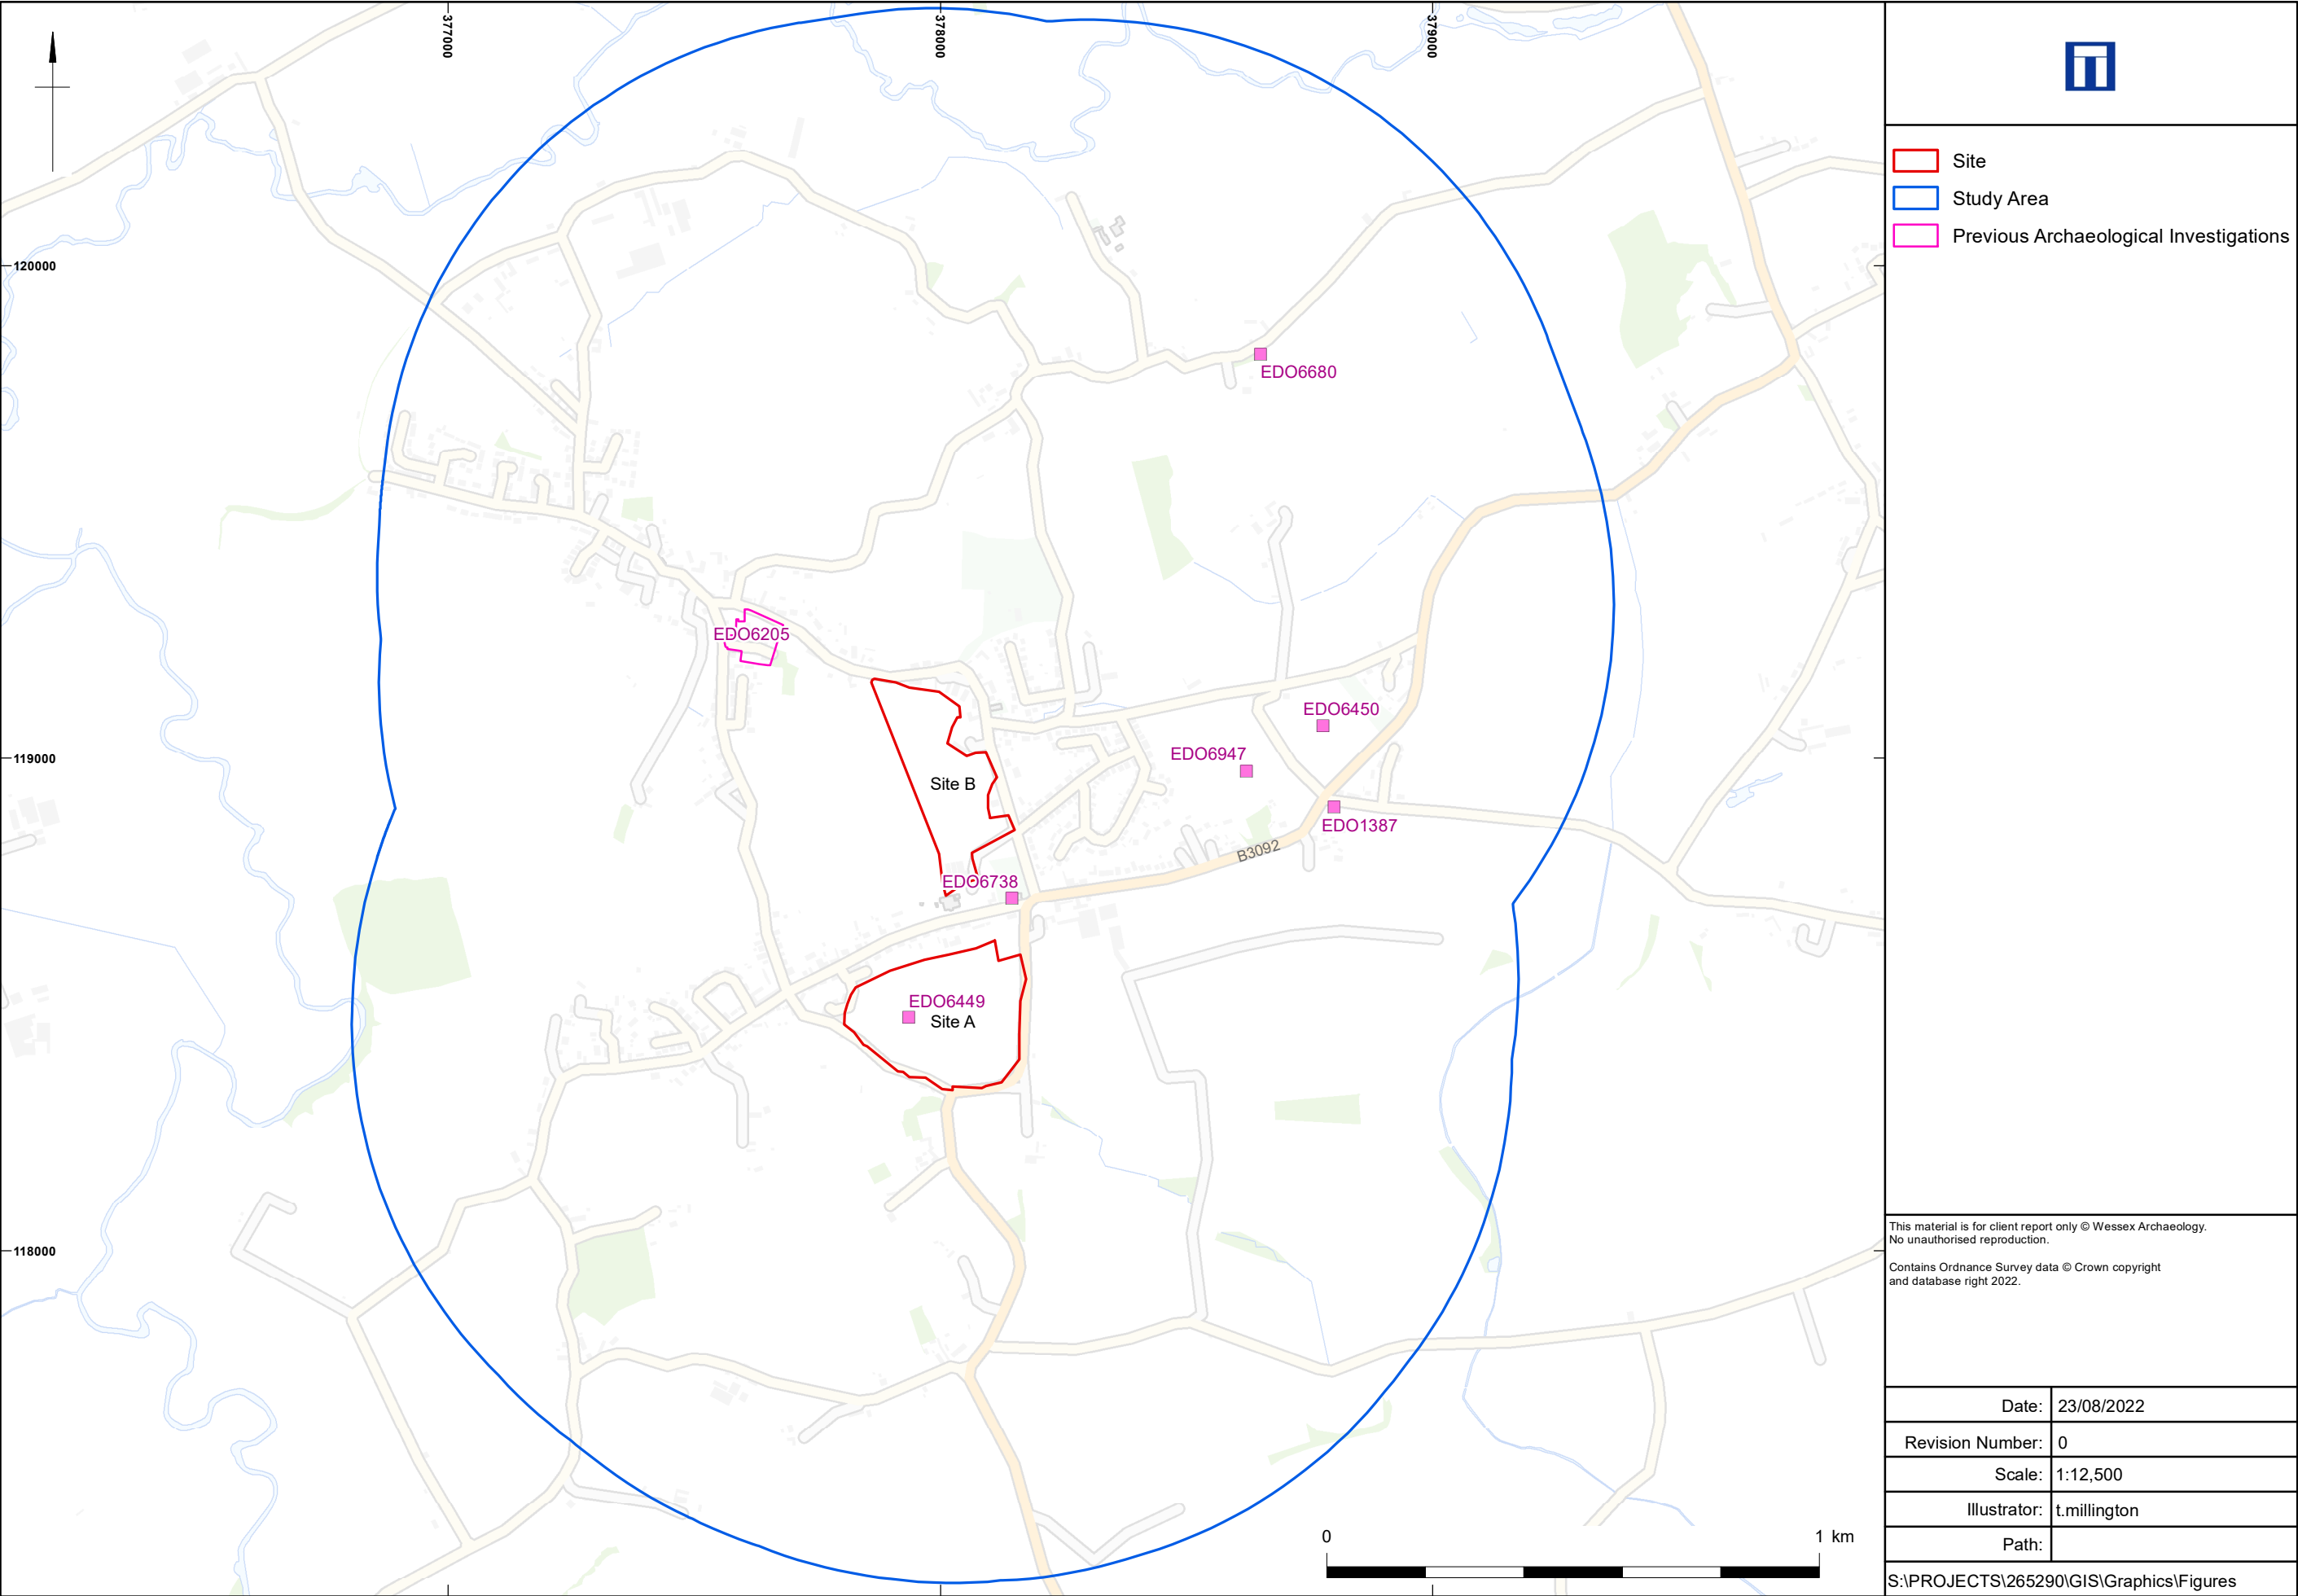 377000
378000
379000
120000
119000
118000
EDO6680
EDO6205
EDO6450
EDO6947
Site B
EDO1387
B3092
EDO6738
EDO6449
Site A
0
1 km
Site
Study Area
Previous Archaeological Investigations
This material is for client report only © Wessex Archaeology.
No unauthorised reproduction.
Contains Ordnance Survey data © Crown copyright
and database right 2022.
Date: 23/08/2022
Revision Number: 0
Scale: 1:12,500
Illustrator: t.millington
Path:
S:\PROJECTS\265290\GIS\Graphics\Figures